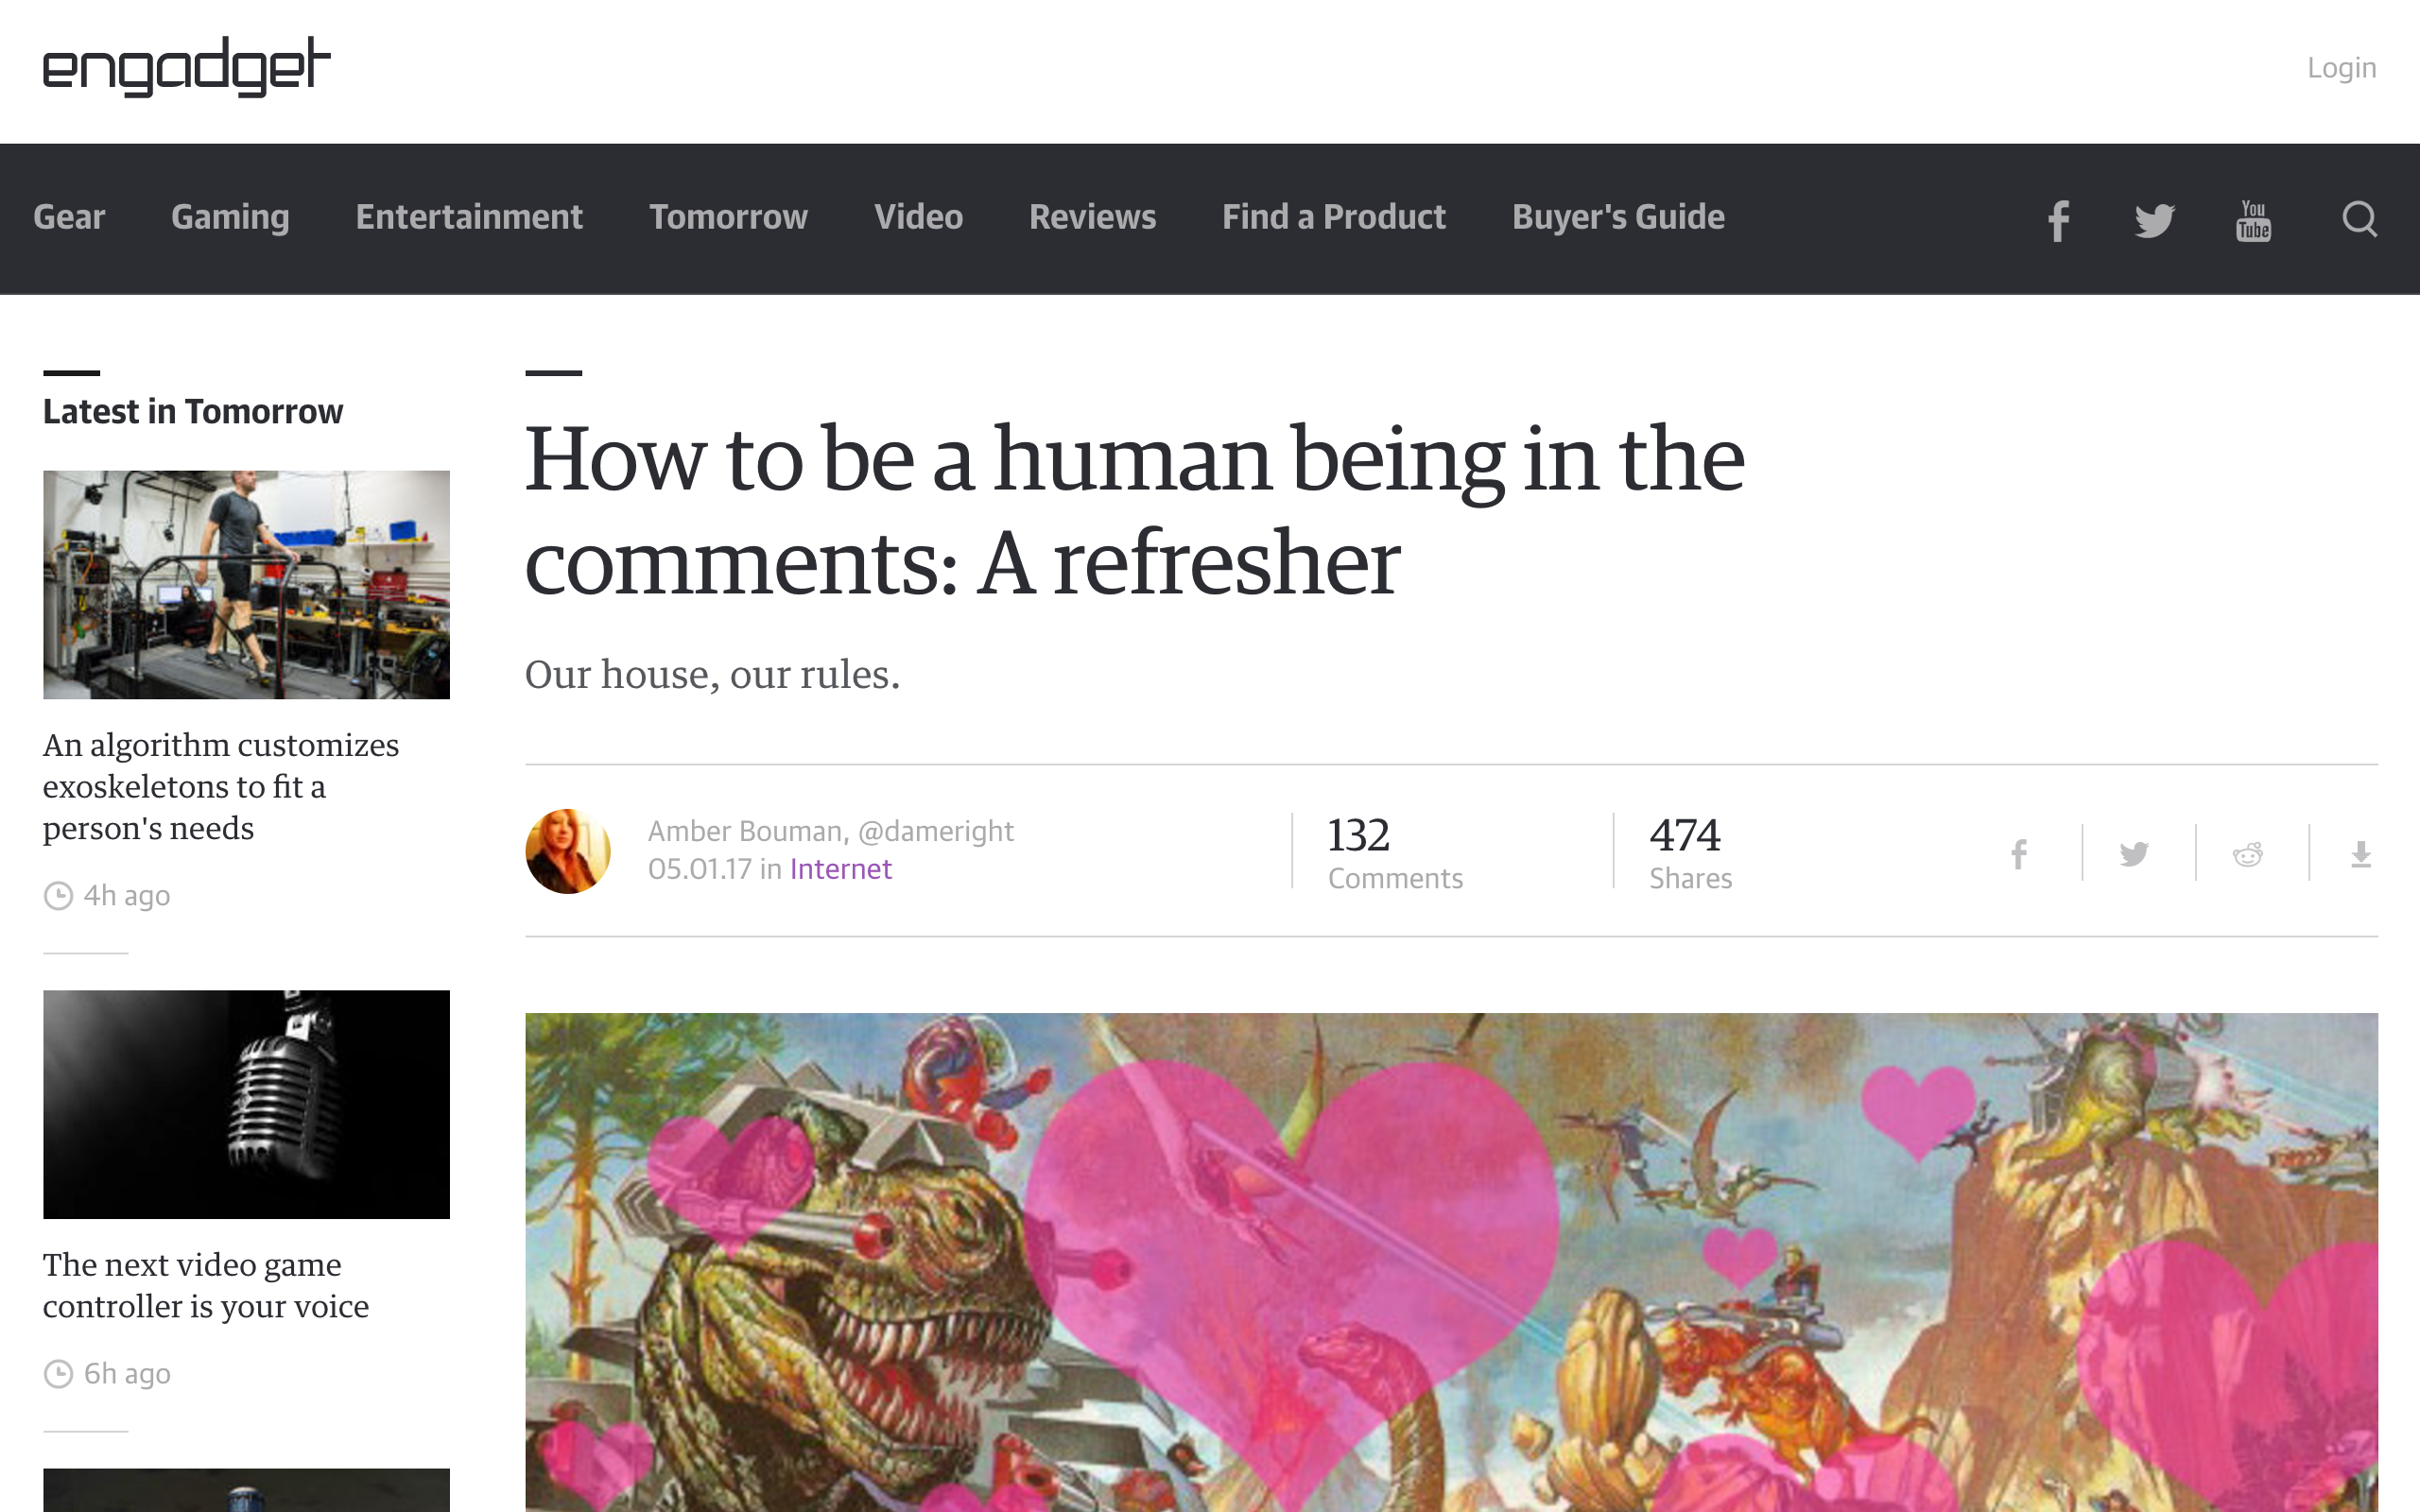 engadget
Login
Gear Gaming Entertainment Tomorrow Video Reviews Find a Product Buyer's Guide
You
Tube
Latest in Tomorrow
An algorithm customizes
exoskeletons to fit a
person's needs
4h ago
The next video game
controller is your voice
6h ago
How to be a human being in the
comments: A refresher
Our house, our rules.
Amber Bouman, @dameright
05.01.17 in Internet
132
Comments
474
Shares